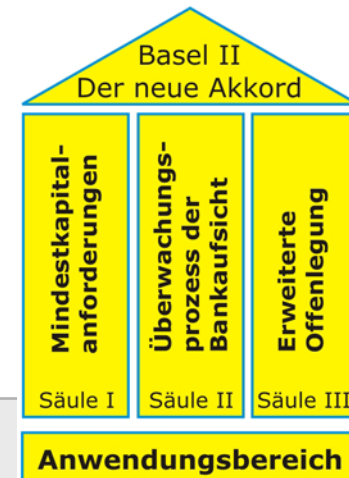 Basel II
Der neue Akkord
Mindestkapital-
anforderungen
Säule I
Überwachungs-
prozess der
Bankaufsicht
Säule II
Erweiterte
Offenlegung
Säule III
Anwendungsbereich